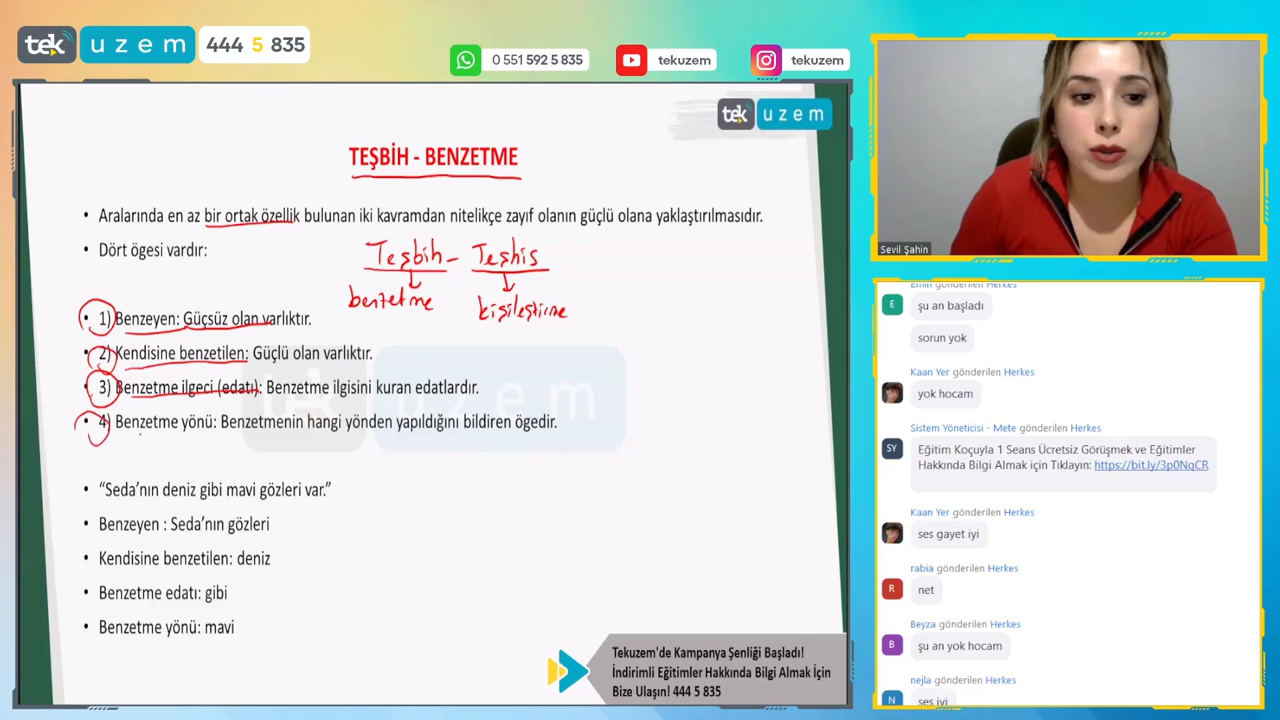 tek uzem 444 5 835
0 551 592 5 835
tekuzem
tekuzem
tek uzem
TEŞBİH - BENZETME
• Aralarında en az bir ortak özellik bulunan iki kavramdan nitelikçe zayıf olanın güçlü olana yaklaştırılmasıdır.
• Dört ögesi vardır:
Teşbih - Teşhis
benzetme kişileştirme
• 1) Benzeyen: Güçsüz olan varlıktır.
• 2) Kendisine benzetilen: Güçlü olan varlıktır.
• 3) Benzetme ilgeci (edatı): Benzetme ilgisini kuran edatlardır.
• 4) Benzetme yönü: Benzetmenin hangi yönden yapıldığını bildiren ögedir.
tek uzem
• “Seda’nın deniz gibi mavi gözleri var.”
• Benzeyen : Seda’nın gözleri
• Kendisine benzetilen: deniz
• Benzetme edatı: gibi
• Benzetme yönü: mavi
Tekuzem'de Kampanya Şenliği Başladı!
İndirimli Eğitimler Hakkında Bilgi Almak İçin
Bize Ulaşın! 444 5 835
Sevil Şahin
Emin gönderilen Herkes
E
şu an başladı
sorun yok
Kaan Yer gönderilen Herkes
yok hocam
Sistem Yöneticisi - Mete gönderilen Herkes
SY
Eğitim Koçuyla 1 Seans Ücretsiz Görüşmek ve Eğitimler
Hakkında Bilgi Almak için Tıklayın: https://bit.ly/3p0NqCR
Kaan Yer gönderilen Herkes
ses gayet iyi
rabia gönderilen Herkes
R
net
Beyza gönderilen Herkes
B
şu an yok hocam
nejla gönderilen Herkes
N
ses iyi